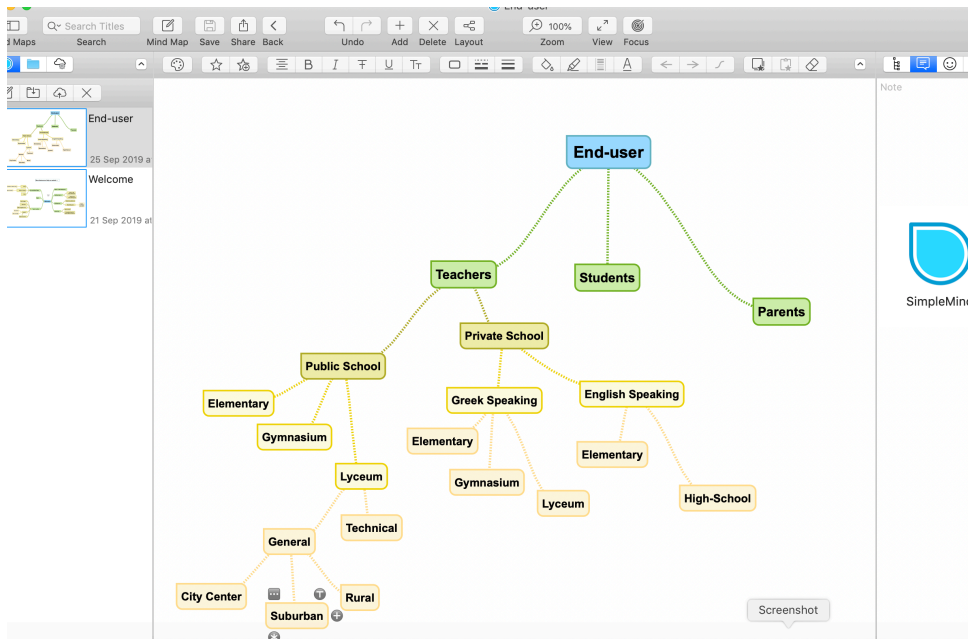 End-user
Search Titles
100%
d Maps
Search
Mind Map
Save
Share
Back
Undo
Add
Delete
Layout
Zoom
View
Focus
B I T U TT A
Note
End-user
25 Sep 2019 a
Welcome
21 Sep 2019 at
End-user
Teachers
Students
Parents
Private School
Public School
Greek Speaking
English Speaking
Elementary
Gymnasium
Lyceum
Elementary
Gymnasium
Lyceum
Elementary
High-School
General
Technical
City Center
Suburban
Rural
T
SimpleMind
Screenshot